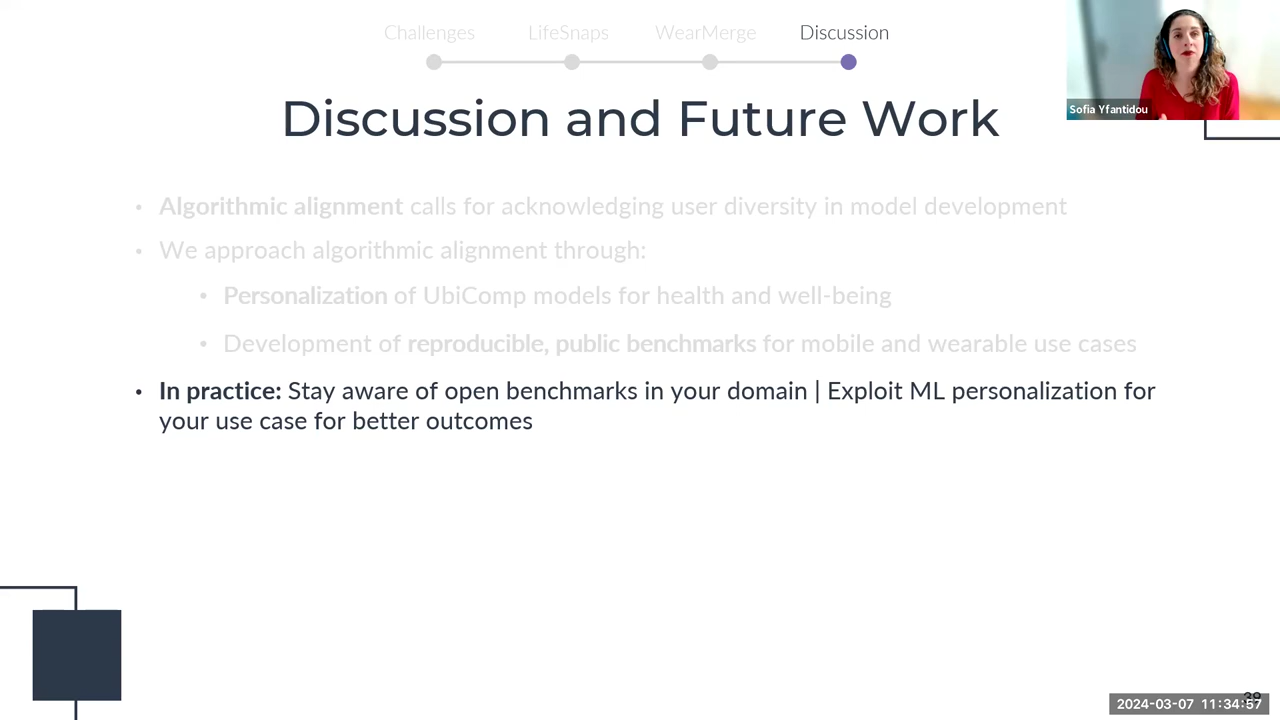 Challenges LifeSnaps WearMerge Discussion
Discussion and Future Work
Sofia Yfantidou
• Algorithmic alignment calls for acknowledging user diversity in model development
• We approach algorithmic alignment through:
• Personalization of UbiComp models for health and well-being
• Development of reproducible, public benchmarks for mobile and wearable use cases
• In practice: Stay aware of open benchmarks in your domain | Exploit ML personalization for
your use case for better outcomes
2024-03-07 11:34:57